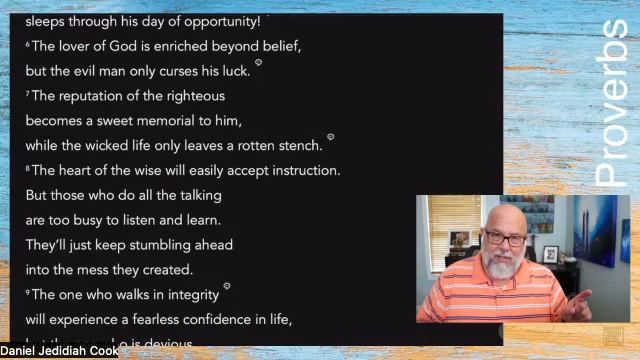 sleeps through his day of opportunity!
6 The lover of God is enriched beyond belief,
but the evil man only curses his luck.
7 The reputation of the righteous
becomes a sweet memorial to him,
while the wicked life only leaves a rotten stench.
8 The heart of the wise will easily accept instruction.
But those who do all the talking
are too busy to listen and learn.
They’ll just keep stumbling ahead
into the mess they created.
9 The one who walks in integrity
will experience a fearless confidence in life,
is devious
Daniel Jedidiah Cook
Proverbs